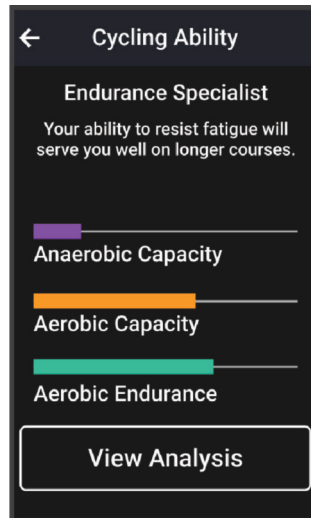 Cycling Ability
Endurance Specialist
Your ability to resist fatigue will
serve you well on longer courses.
Anaerobic Capacity
Aerobic Capacity
Aerobic Endurance
View Analysis